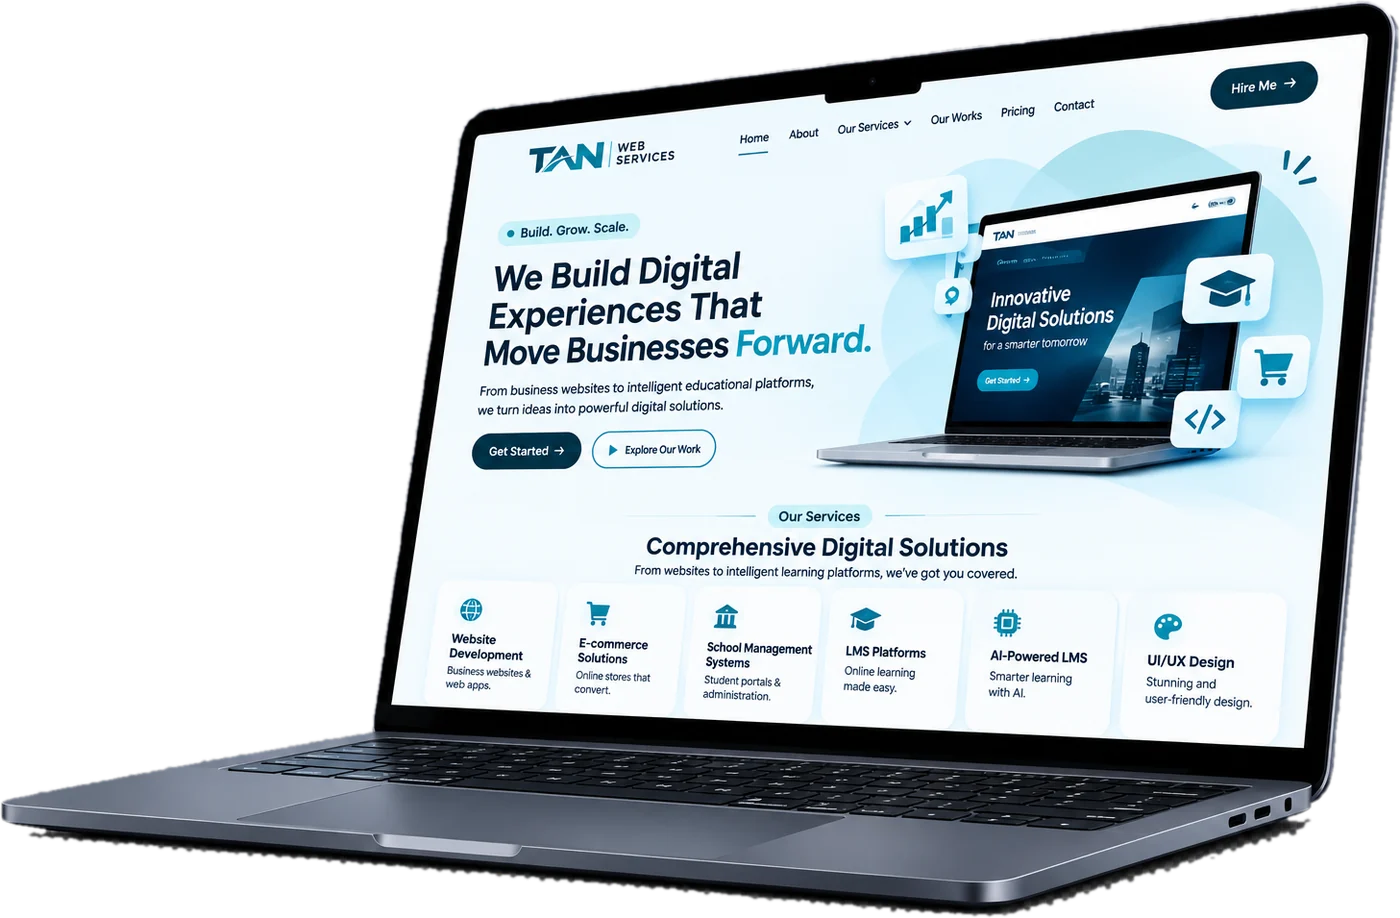 TAN WEB
SERVICES
Home About Our Services Our Works Pricing Contact
Hire Me →
Build. Grow. Scale.
We Build Digital
Experiences That
Move Businesses Forward.
From business websites to intelligent educational platforms,
we turn ideas into powerful digital solutions.
Get Started →
Explore Our Work
TAN
Innovative
Digital Solutions
for a smarter tomorrow
Get Started →
</>
Our Services
Comprehensive Digital Solutions
From websites to intelligent learning platforms, we've got you covered.
Website
Development
Business websites &
web apps.
E-commerce
Solutions
Online stores that
convert.
School Management
Systems
Student portals &
administration.
LMS Platforms
Online learning
made easy.
AI-Powered LMS
Smarter learning
with AI.
UI/UX Design
Stunning and
user-friendly design.